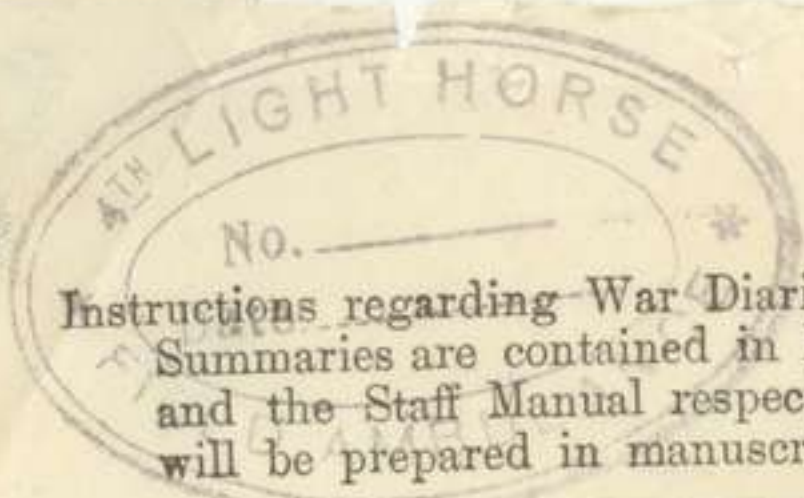 4TH LIGHT HORSE
No.
Date
Instructions regarding War Diari
Summaries are contained in
and the Staff Manual respec
will be prepared in manuscr